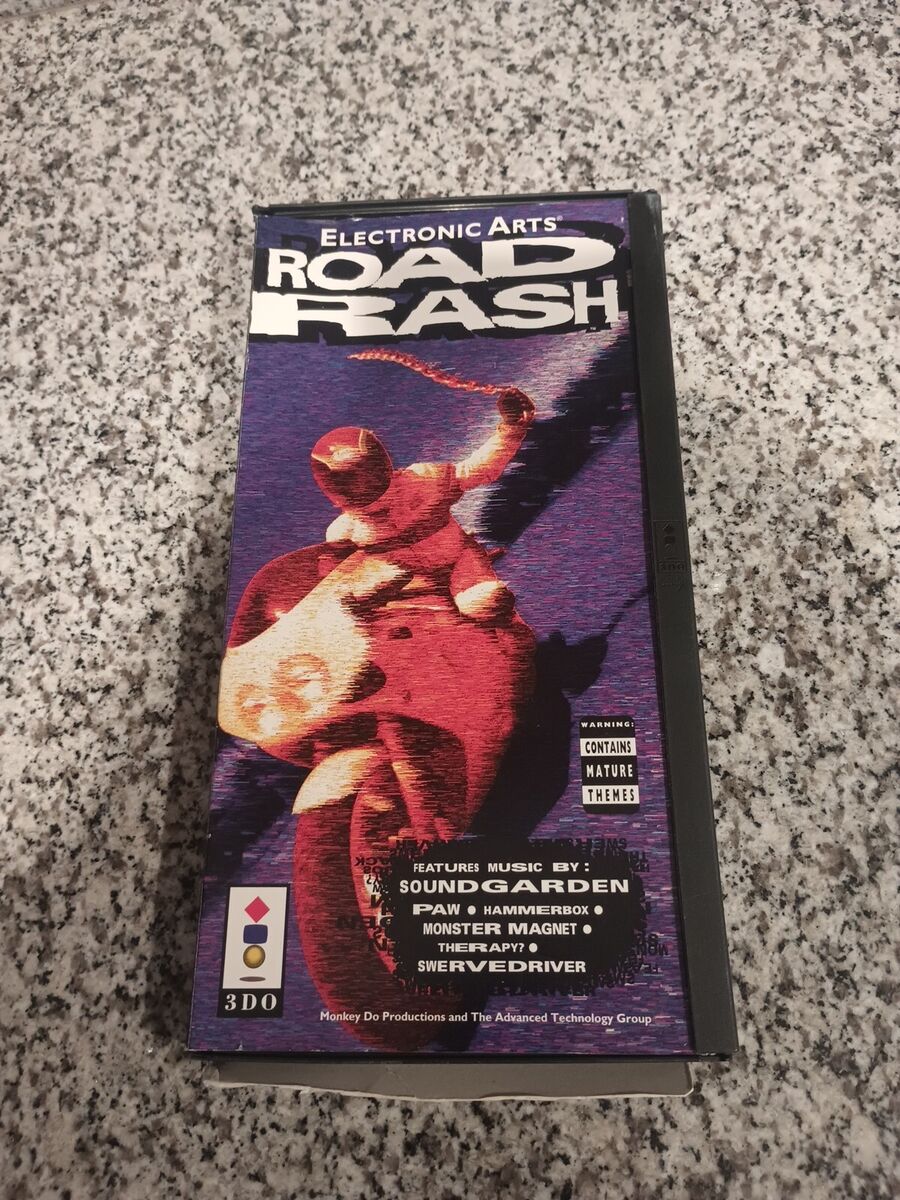 ELECTRONIC ARTS®
ROAD
RASH™
WARNING:
CONTAINS
MATURE
THEMES
FEATURES MUSIC BY:
SOUNDGARDEN
PAW ● HAMMERBOX ●
MONSTER MAGNET ●
THERAPY? ●
SWERVEDRIVER
3DO
Monkey Do Productions and The Advanced Technology Group